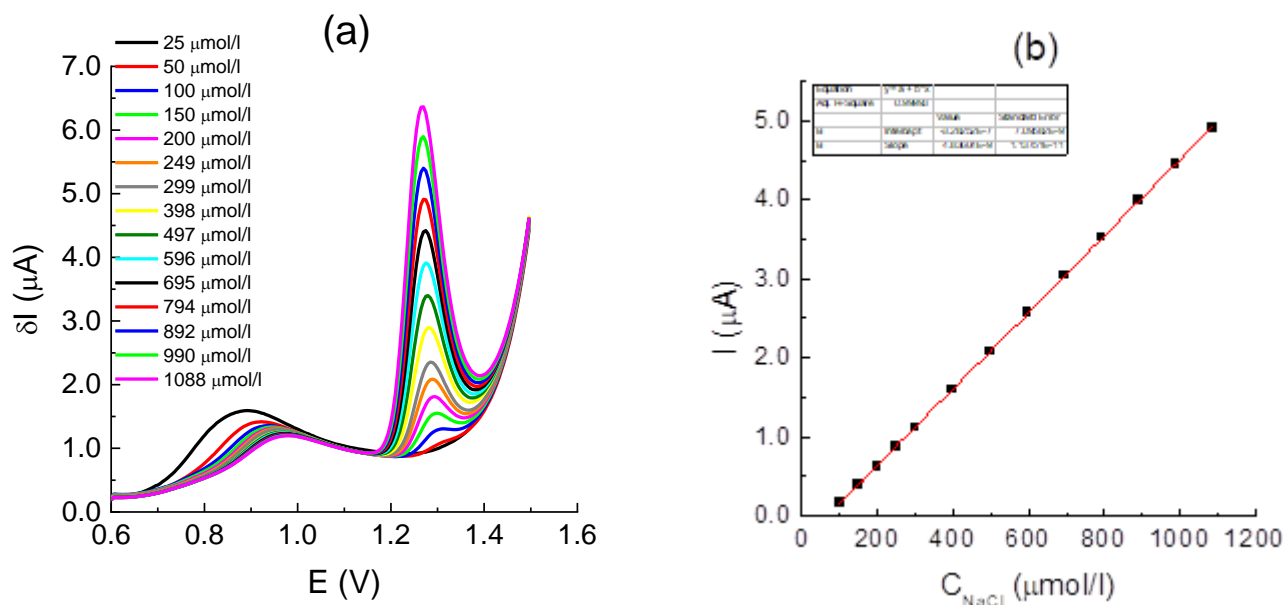 (a)
25 μmol/l
50 μmol/l
100 μmol/l
150 μmol/l
200 μmol/l
249 μmol/l
299 μmol/l
398 μmol/l
497 μmol/l
596 μmol/l
695 μmol/l
794 μmol/l
892 μmol/l
990 μmol/l
1088 μmol/l
7.0
6.0
5.0
4.0
3.0
2.0
1.0
0.0
δI (μA)
0.6 0.8 1.0 1.2 1.4 1.6
E (V)
(b)
Equation
Adj. R-Square
Value Standard Error
Intercept
Slope
5.0
4.0
3.0
2.0
1.0
0.0
I (μA)
0 200 400 600 800 1000 1200
C_NaCl (μmol/l)